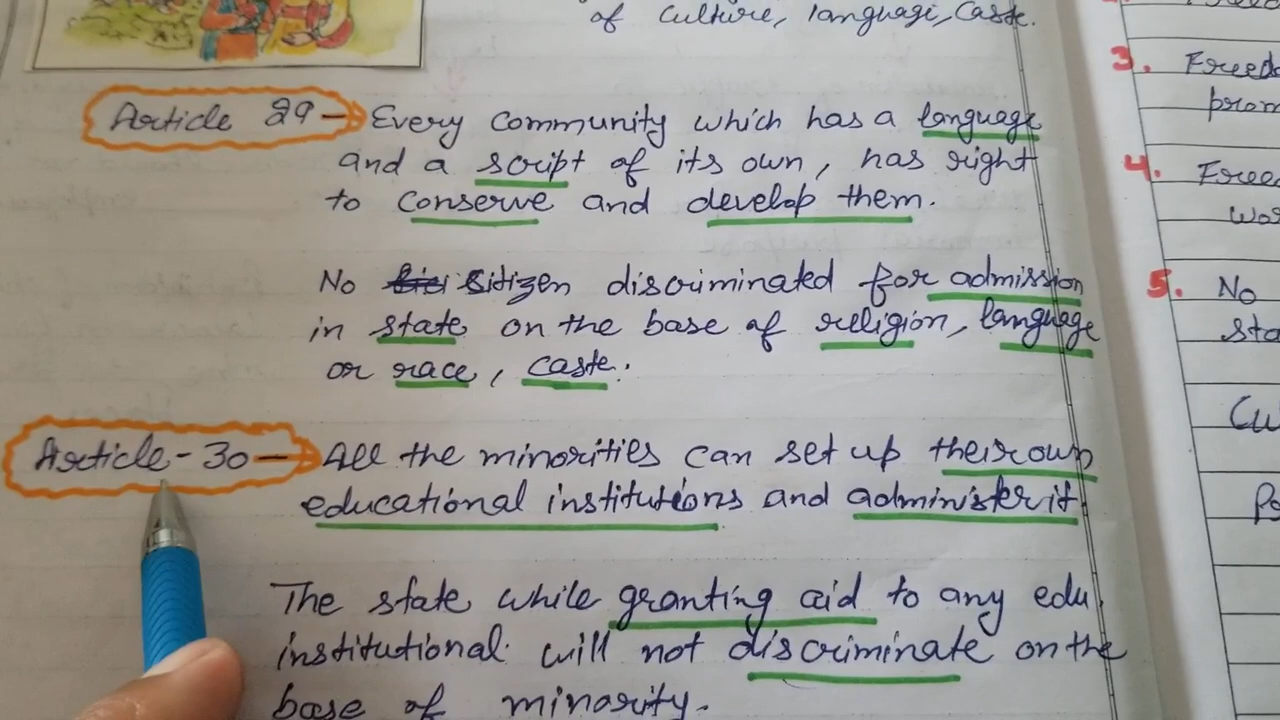 of culture, language, caste.
Article 29 Every community which has a language
and a script of its own, has right
to conserve and develop them.
No citizen discriminated for admission
in state on the base of religion, language
or race, caste.
Article - 30 All the minorities can set up their own
educational institutions and administer it
The state while granting aid to any edu.
institutional will not discriminate on the
base of minority.
3. Freed
prom
4. Freed
wor
5. No
sta
Cu
Po